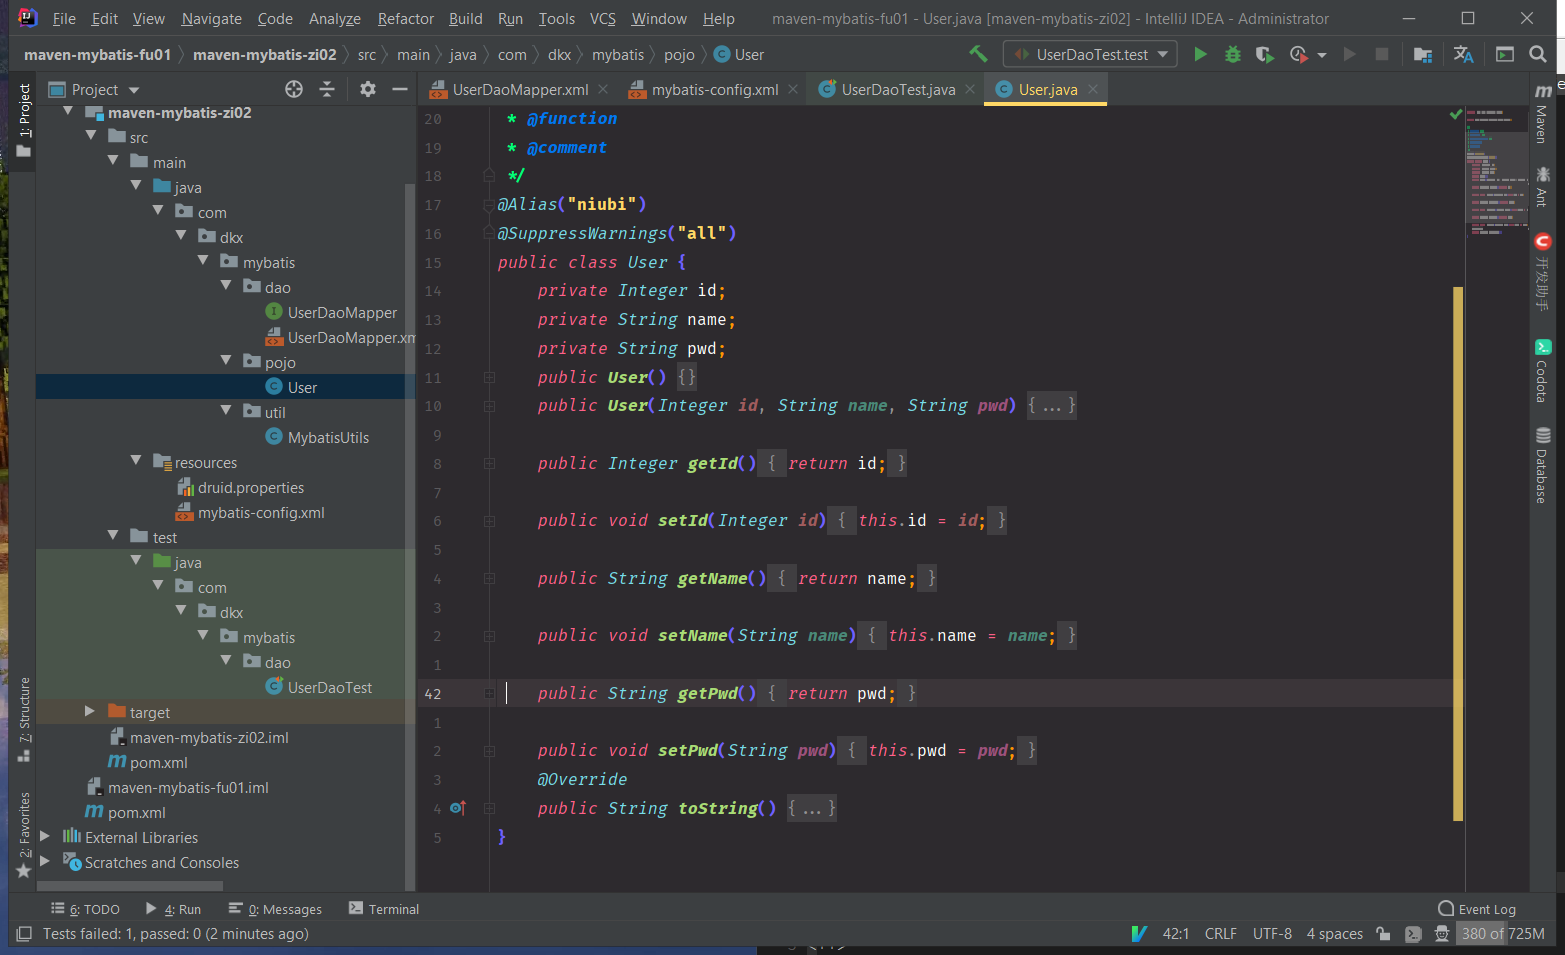 File Edit View Navigate Code Analyze Refactor Build Run Tools VCS Window Help maven-mybatis-fu01 - User.java [maven-mybatis-zi02] - IntelliJ IDEA - Administrator
maven-mybatis-fu01 maven-mybatis-zi02 src main java com dkx mybatis pojo User UserDaoTest.test
Project
UserDaoMapper.xml mybatis-config.xml UserDaoTest.java User.java
1: Project
7: Structure
2: Favorites
maven-mybatis-zi02
src
main
java
com
dkx
mybatis
dao
UserDaoMapper
UserDaoMapper.xm
pojo
User
util
MybatisUtils
resources
druid.properties
mybatis-config.xml
test
java
com
dkx
mybatis
dao
UserDaoTest
target
maven-mybatis-zi02.iml
pom.xml
maven-mybatis-fu01.iml
pom.xml
External Libraries
Scratches and Consoles
20 * @function
19 * @comment
18 */
17 @Alias("niubi")
16 @SuppressWarnings("all")
15 public class User {
14 private Integer id;
13 private String name;
12 private String pwd;
11 public User() {}
10 public User(Integer id, String name, String pwd) {...}
9
8 public Integer getId() { return id; }
7
6 public void setId(Integer id) { this.id = id; }
5
4 public String getName() { return name; }
3
2 public void setName(String name) { this.name = name; }
1
42 public String getPwd() { return pwd; }
1
2 public void setPwd(String pwd) { this.pwd = pwd; }
3 @Override
4 public String toString() {...}
5 }
Maven
Ant
开发助手
Codota
Database
6: TODO 4: Run 0: Messages Terminal Event Log
Tests failed: 1, passed: 0 (2 minutes ago) 42:1 CRLF UTF-8 4 spaces 380 of 725M